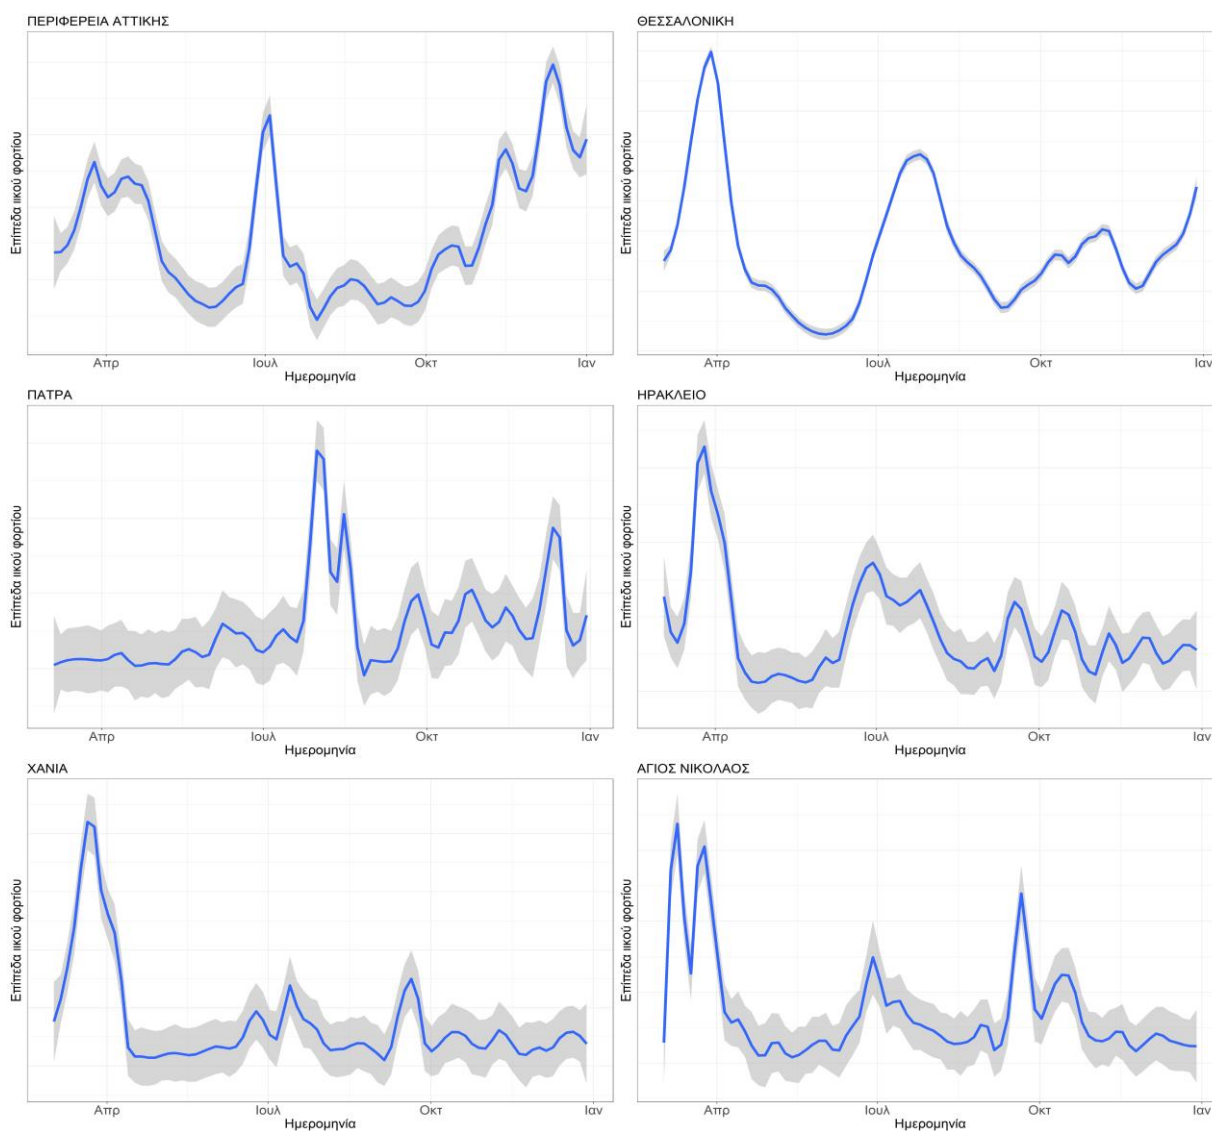 ΠΕΡΙΦΕΡΕΙΑ ΑΤΤΙΚΗΣ
Επίπεδα ιικού φορτίου
Απρ Ιουλ Οκτ Ιαν
Ημερομηνία
ΘΕΣΣΑΛΟΝΙΚΗ
Επίπεδα ιικού φορτίου
Απρ Ιουλ Οκτ Ιαν
Ημερομηνία
ΠΑΤΡΑ
Επίπεδα ιικού φορτίου
Απρ Ιουλ Οκτ Ιαν
Ημερομηνία
ΗΡΑΚΛΕΙΟ
Επίπεδα ιικού φορτίου
Απρ Ιουλ Οκτ Ιαν
Ημερομηνία
ΧΑΝΙΑ
Επίπεδα ιικού φορτίου
Απρ Ιουλ Οκτ Ιαν
Ημερομηνία
ΑΓΙΟΣ ΝΙΚΟΛΑΟΣ
Επίπεδα ιικού φορτίου
Απρ Ιουλ Οκτ Ιαν
Ημερομηνία